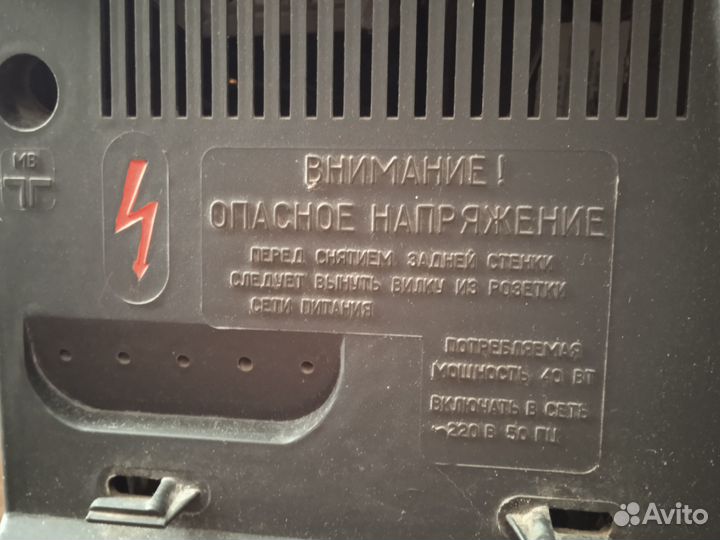 МВ
ВНИМАНИЕ!
ОПАСНОЕ НАПРЯЖЕНИЕ
ПЕРЕД СНЯТИЕМ ЗАДНЕЙ СТЕНКИ
СЛЕДУЕТ ВЫНУТЬ ВИЛКУ ИЗ РОЗЕТКИ
СЕТИ ПИТАНИЯ
ПОТРЕБЛЯЕМАЯ
МОЩНОСТЬ 40 ВТ
ВКЛЮЧАТЬ В СЕТЬ
~220 В 50 ГЦ
Avito